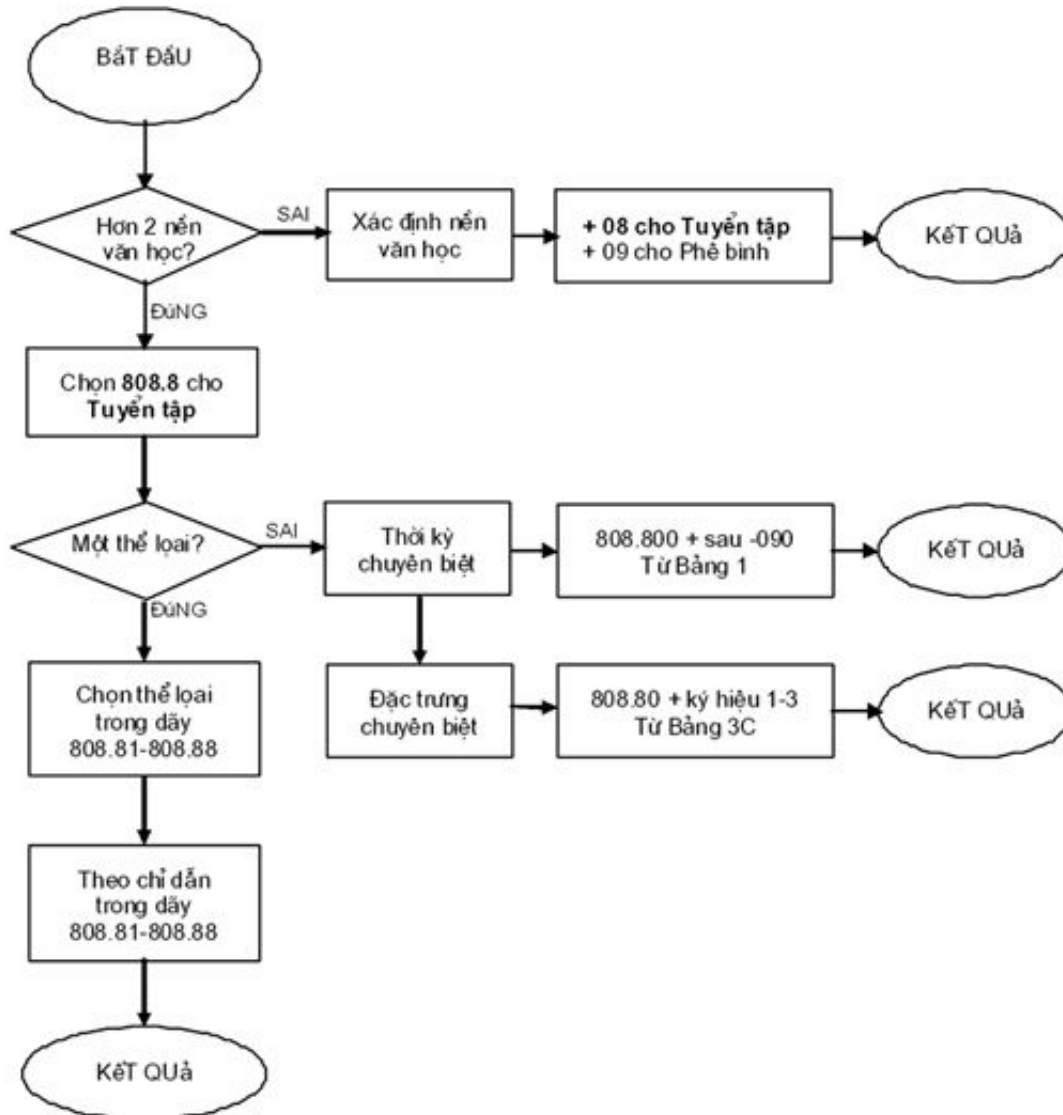 BắT ĐầU
Hơn 2 nền
văn học?
SAI
Xác định nền
văn học
+ 08 cho Tuyển tập
+ 09 cho Phê bình
KếT QUả
ĐúNG
Chọn 808.8 cho
Tuyển tập
Một thể lọai?
SAI
Thời kỳ
chuyên biệt
808.800 + sau -090
Từ Bảng 1
KếT QUả
ĐúNG
Chọn thể lọai
trong dãy
808.81-808.88
Đặc trưng
chuyên biệt
808.80 + ký hiệu 1-3
Từ Bảng 3C
KếT QUả
Theo chỉ dẫn
trong dãy
808.81-808.88
KếT QUả